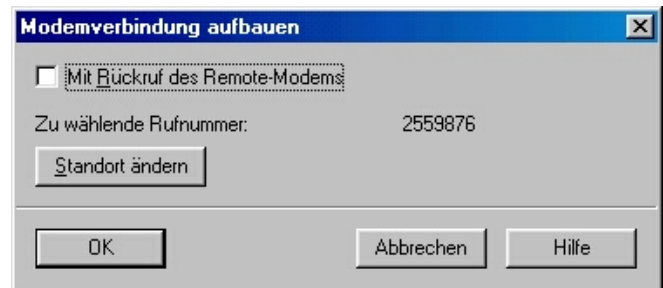 Modemverbindung aufbauen
Mit Rückruf des Remote-Modems
Zu wählende Rufnummer: 2559876
Standort ändern
OK Abbrechen Hilfe